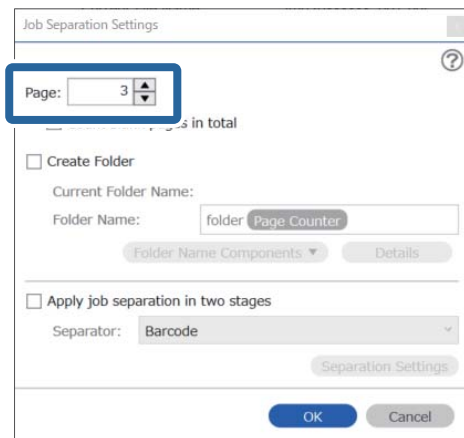 Job Separation Settings
?
Page: 3
pages in total
Create Folder
Current Folder Name:
Folder Name: folder Page Counter
Folder Name Components ▼ Details
Apply job separation in two stages
Separator: Barcode
Separation Settings
OK Cancel